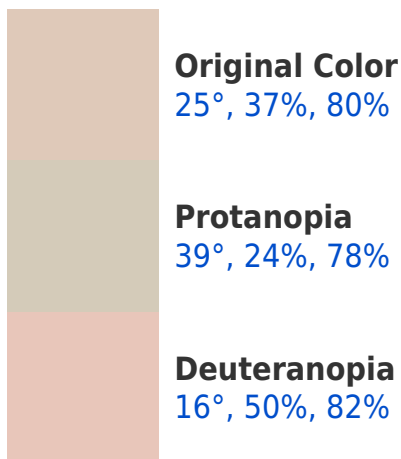 Original Color
25°, 37%, 80%
Protanopia
39°, 24%, 78%
Deuteranopia
16°, 50%, 82%